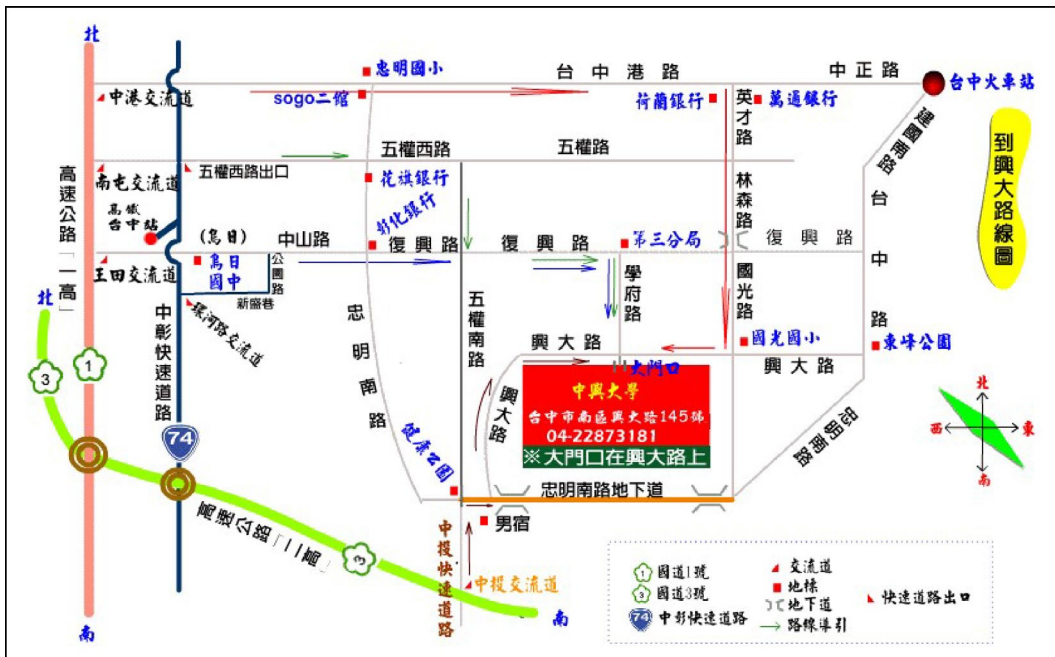 北
忠明國小
台中港路
中正路
台中火車站
中港交流道
sogo二館
荷蘭銀行
英才路
萬通銀行
建國南路
到興大路線圖
高速公路「一高」
南屯交流道
五權西路出口
五權西路
五權路
花旗銀行
彰化銀行
林森路
台中路
高鐵
台中站
(烏日)
中山路
復興路
復興路
第三分局
復興路
王田交流道
烏日
國中
公園路
新盛巷
環河路交流道
北
中彰快速道路
忠明南路
五權南路
學府路
國光路
國光國小
東峰公園
興大路
興大路
興大路
大門口
3
1
中興大學
台中市南區興大路145號
04-22873181
※大門口在興大路上
忠明南路
北
西
東
南
74
健康公園
忠明南路地下道
高速公路「二高」
3
中投快速道路
男宿
中投交流道
南
南
1
國道1號
3
國道3號
74
中彰快速道路
交流道
地標
地下道
路線導引
快速道路出口